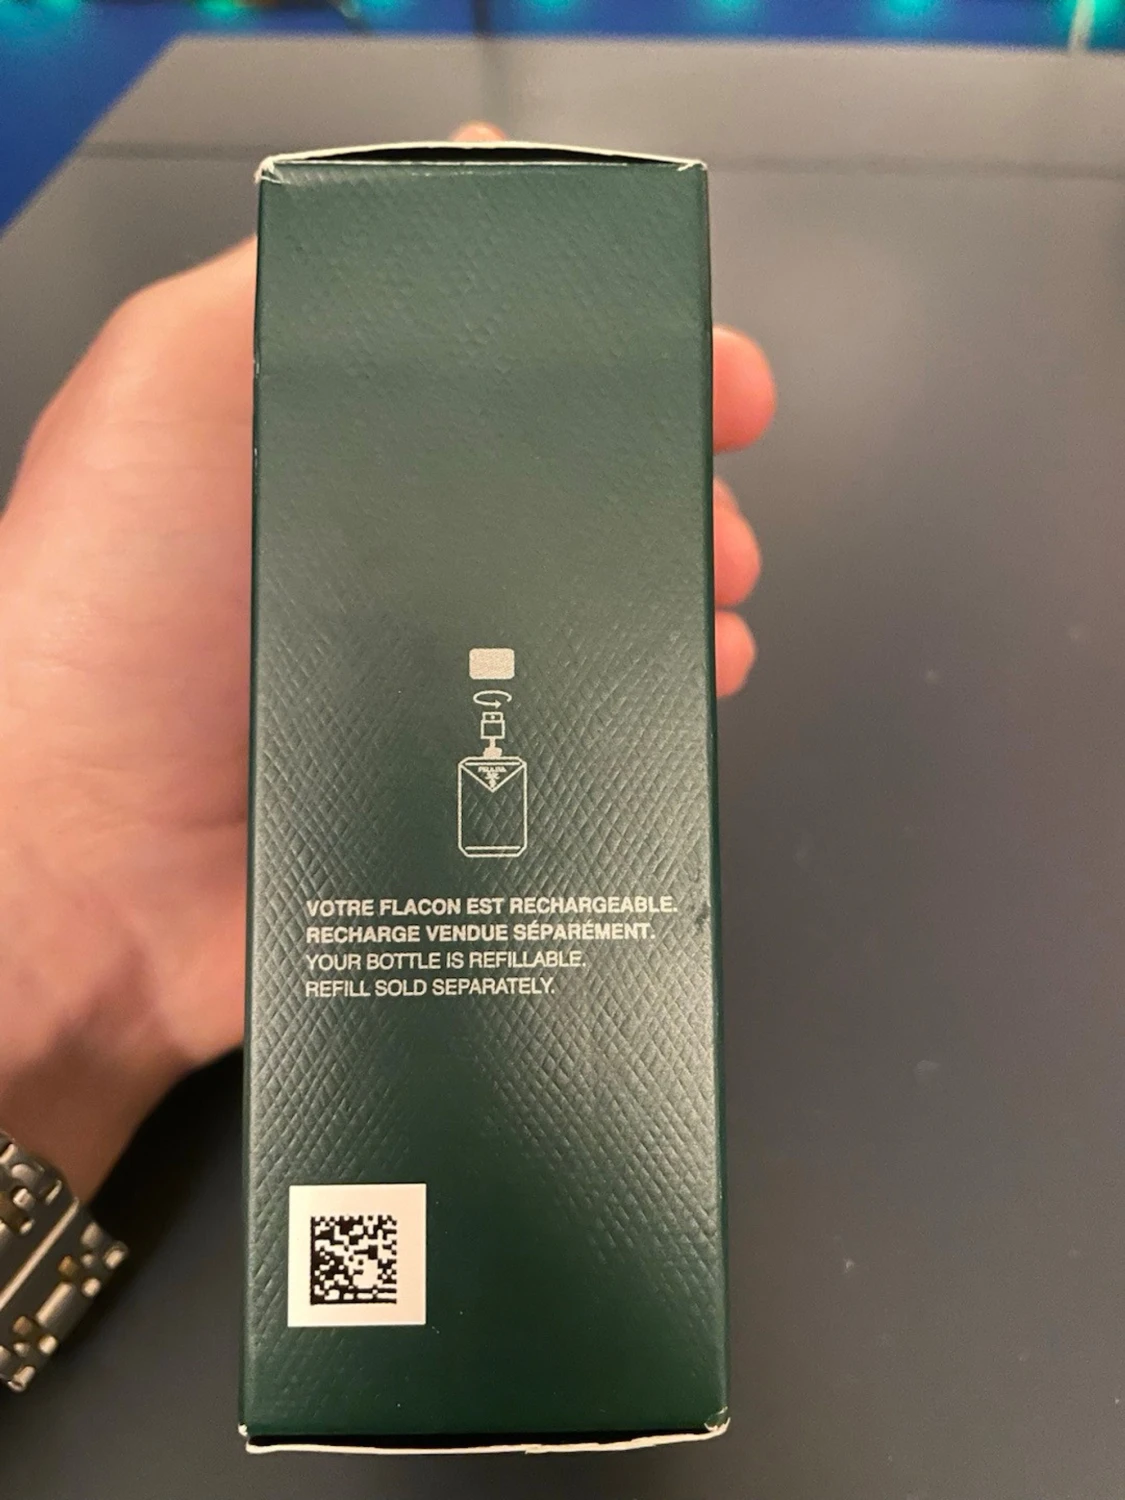 VOTRE FLACON EST RECHARGEABLE.
RECHARGE VENDUE SÉPARÉMENT.
YOUR BOTTLE IS REFILLABLE.
REFILL SOLD SEPARATELY.